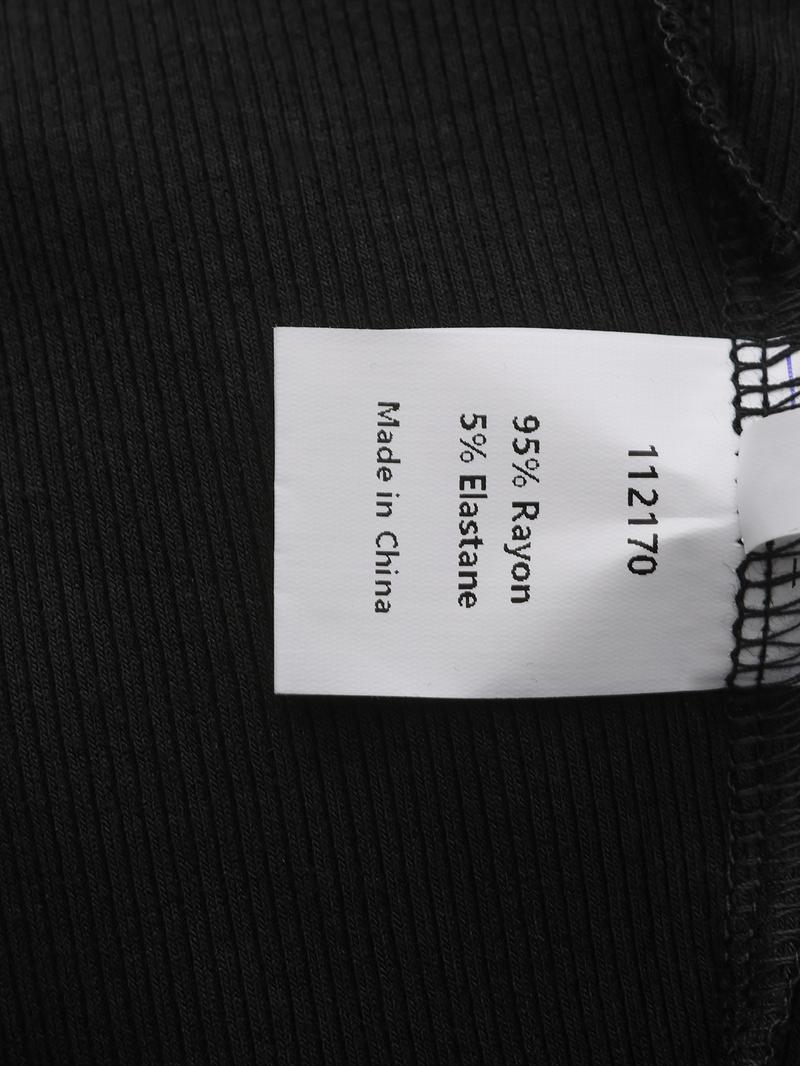 112170
95% Rayon
5% Elastane
Made in China